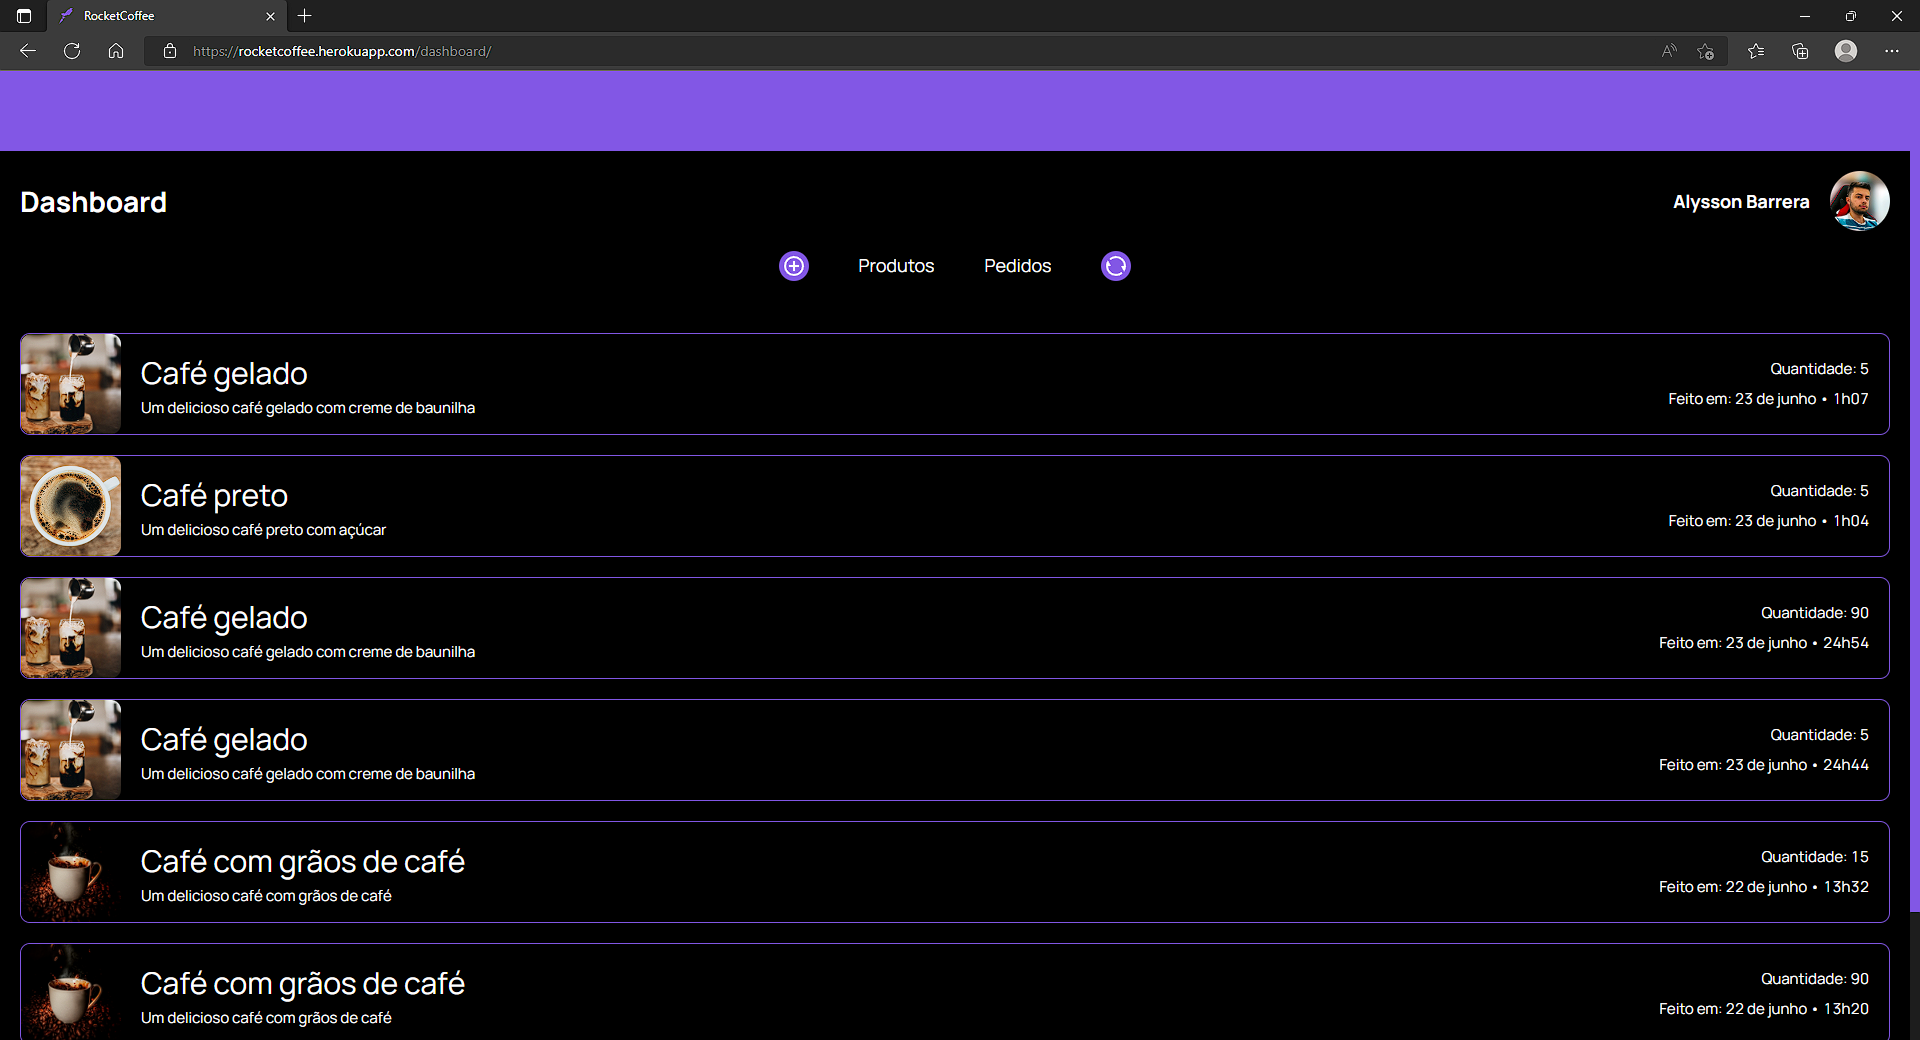 RocketCoffee
https://rocketcoffee.herokuapp.com/dashboard/
Dashboard
Alysson Barrera
Produtos
Pedidos
Café gelado
Um delicioso café gelado com creme de baunilha
Quantidade: 5
Feito em: 23 de junho • 1h07
Café preto
Um delicioso café preto com açúcar
Quantidade: 5
Feito em: 23 de junho • 1h04
Café gelado
Um delicioso café gelado com creme de baunilha
Quantidade: 90
Feito em: 23 de junho • 24h54
Café gelado
Um delicioso café gelado com creme de baunilha
Quantidade: 5
Feito em: 23 de junho • 24h44
Café com grãos de café
Um delicioso café com grãos de café
Quantidade: 15
Feito em: 22 de junho • 13h32
Café com grãos de café
Um delicioso café com grãos de café
Quantidade: 90
Feito em: 22 de junho • 13h20